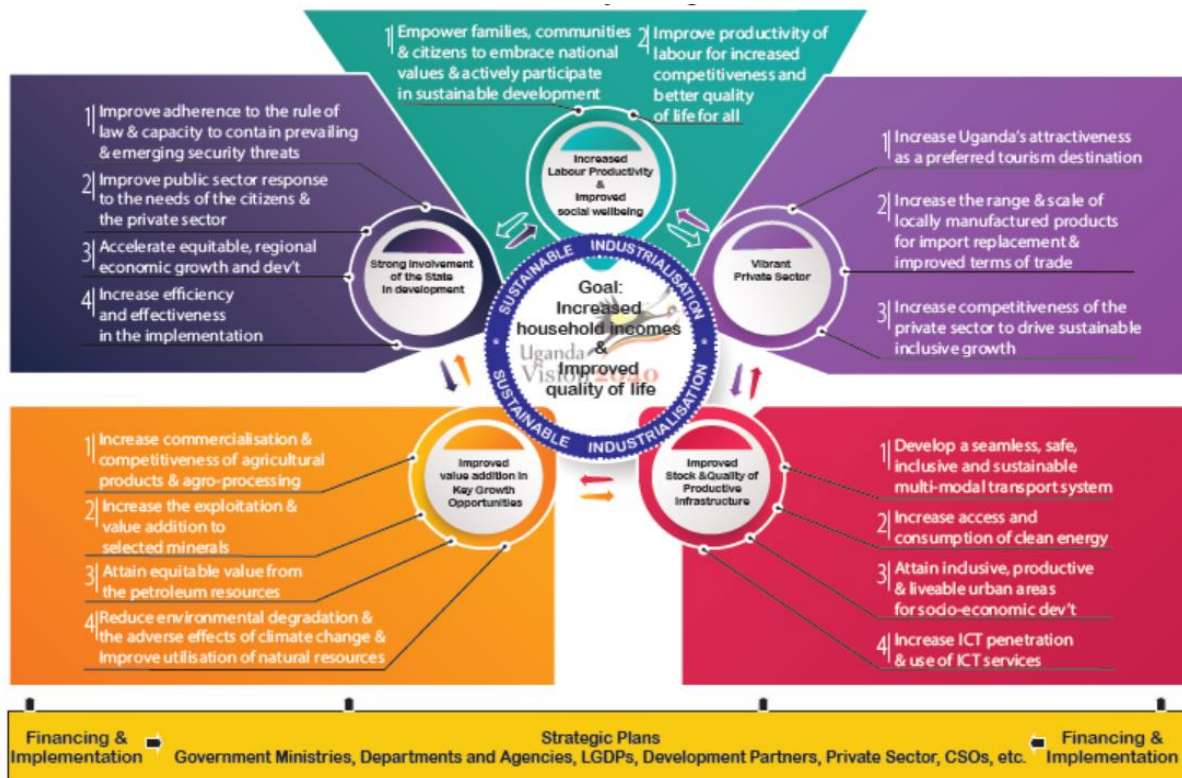 1 Empower families, communities
& citizens to embrace national
values & actively participate
in sustainable development
2 Improve productivity of
labour for increased
competitiveness and
better quality
of life for all
Increased
Labour Productivity
&
Improved
social wellbeing
1 Improve adherence to the rule of
law & capacity to contain prevailing
& emerging security threats
2 Improve public sector response
to the needs of the citizens &
the private sector
3 Accelerate equitable, regional
economic growth and dev't
4 Increase efficiency
and effectiveness
in the implementation
Strong Involvement
of the State
in development
1 Increase Uganda's attractiveness
as a preferred tourism destination
2 Increase the range & scale of
locally manufactured products
for import replacement &
improved terms of trade
3 Increase competitiveness of the
private sector to drive sustainable
inclusive growth
Vibrant
Private Sector
SUSTAINABLE INDUSTRIALISATION
Goal:
Increased
household incomes
&
Improved
quality of life
Uganda
Vision 2040
SUSTAINABLE INDUSTRIALISATION
1 Increase commercialisation &
competitiveness of agricultural
products & agro-processing
2 Increase the exploitation &
value addition to
selected minerals
3 Attain equitable value from
the petroleum resources
4 Reduce environmental degradation &
the adverse effects of climate change &
Improve utilisation of natural resources
Improved
value addition in
Key Growth
Opportunities
Improved
Stock &Quality of
Productive
Infrastructure
1 Develop a seamless, safe,
inclusive and sustainable
multi-modal transport system
2 Increase access and
consumption of clean energy
3 Attain inclusive, productive
& liveable urban areas
for socio-economic dev't
4 Increase ICT penetration
& use of ICT services
Financing &
Implementation
Strategic Plans
Government Ministries, Departments and Agencies, LGDPs, Development Partners, Private Sector, CSOs, etc.
Financing &
Implementation